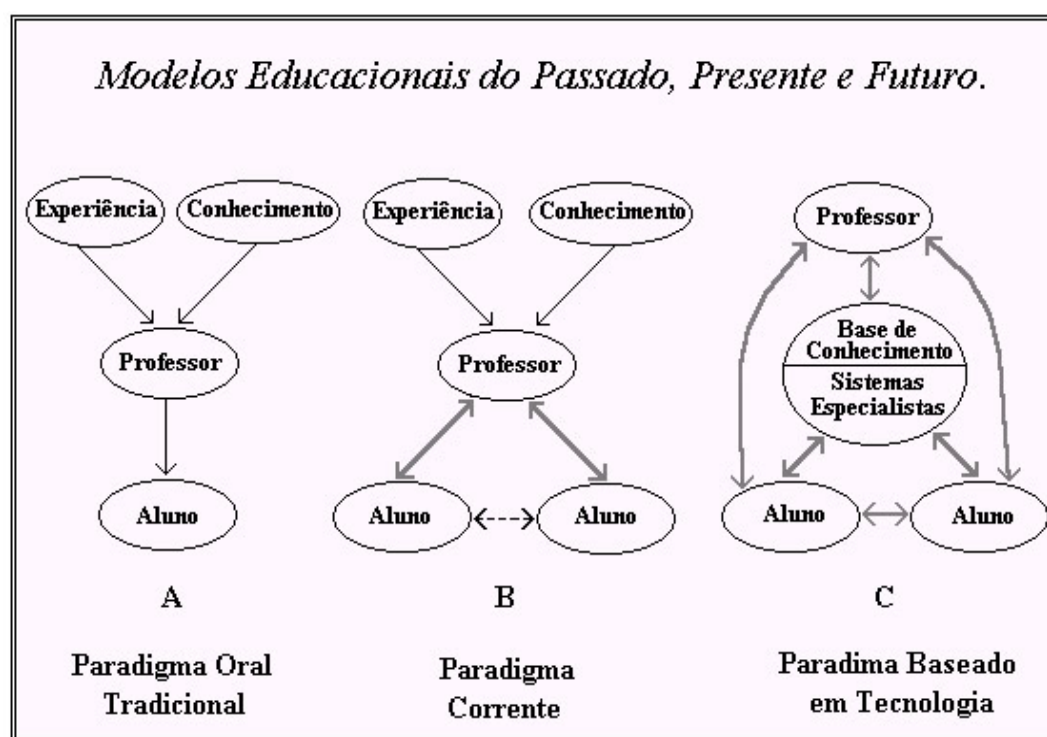 Modelos Educacionais do Passado, Presente e Futuro.
Experiência
Conhecimento
Professor
Aluno
A
Paradigma Oral
Tradicional
Experiência
Conhecimento
Professor
Aluno
Aluno
B
Paradigma
Corrente
Professor
Base de
Conhecimento
Sistemas
Especialistas
Aluno
Aluno
C
Paradima Baseado
em Tecnologia